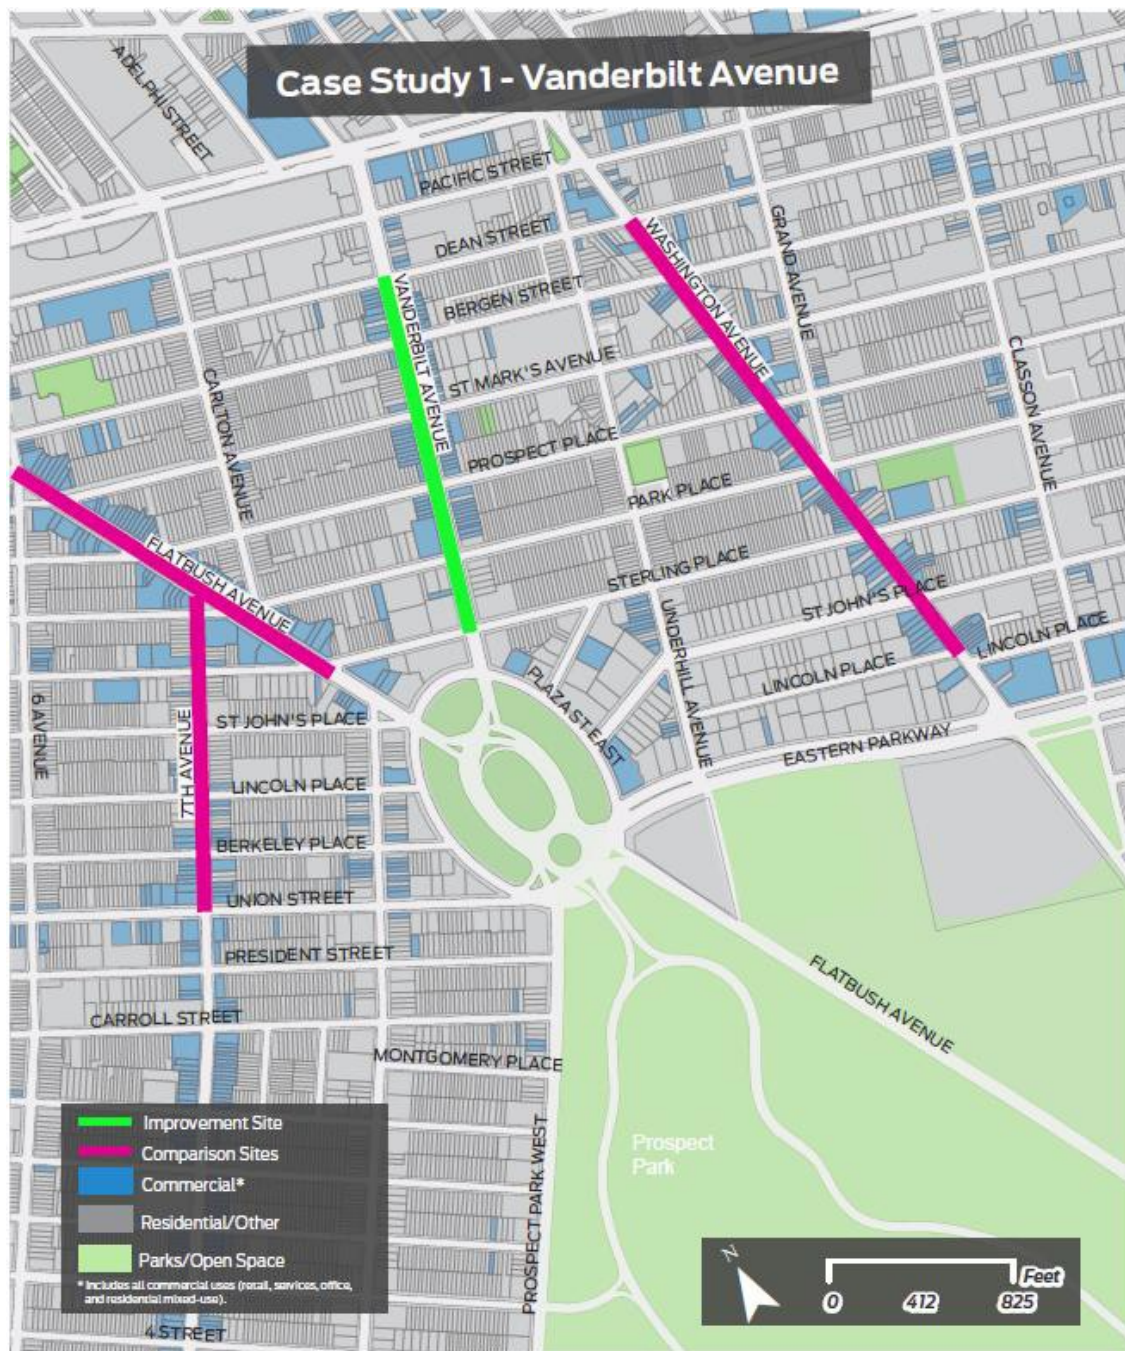 Case Study 1 - Vanderbilt Avenue
ADELPHI STREET
PACIFIC STREET
DEAN STREET
WASHINGTON AVENUE
GRAND AVENUE
BERGEN STREET
VANDERBILT AVENUE
ST MARK'S AVENUE
CLASSON AVENUE
CARLTON AVENUE
PROSPECT PLACE
PARK PLACE
FLATBUSH AVENUE
STERLING PLACE
ST JOHN'S PLACE
UNDERHILL AVENUE
LINCOLN PLACE
LINCOLN PLACE
PLAZA ST EAST
6 AVENUE
7TH AVENUE
ST JOHN'S PLACE
EASTERN PARKWAY
LINCOLN PLACE
BERKELEY PLACE
UNION STREET
PRESIDENT STREET
FLATBUSH AVENUE
CARROLL STREET
MONTGOMERY PLACE
PROSPECT PARK WEST
Prospect
Park
Improvement Site
Comparison Sites
Commercial*
Residential/Other
Parks/Open Space
* Includes all commercial uses (retail, services, office,
and residential mixed-use).
4 STREET
N
Feet
0 412 825